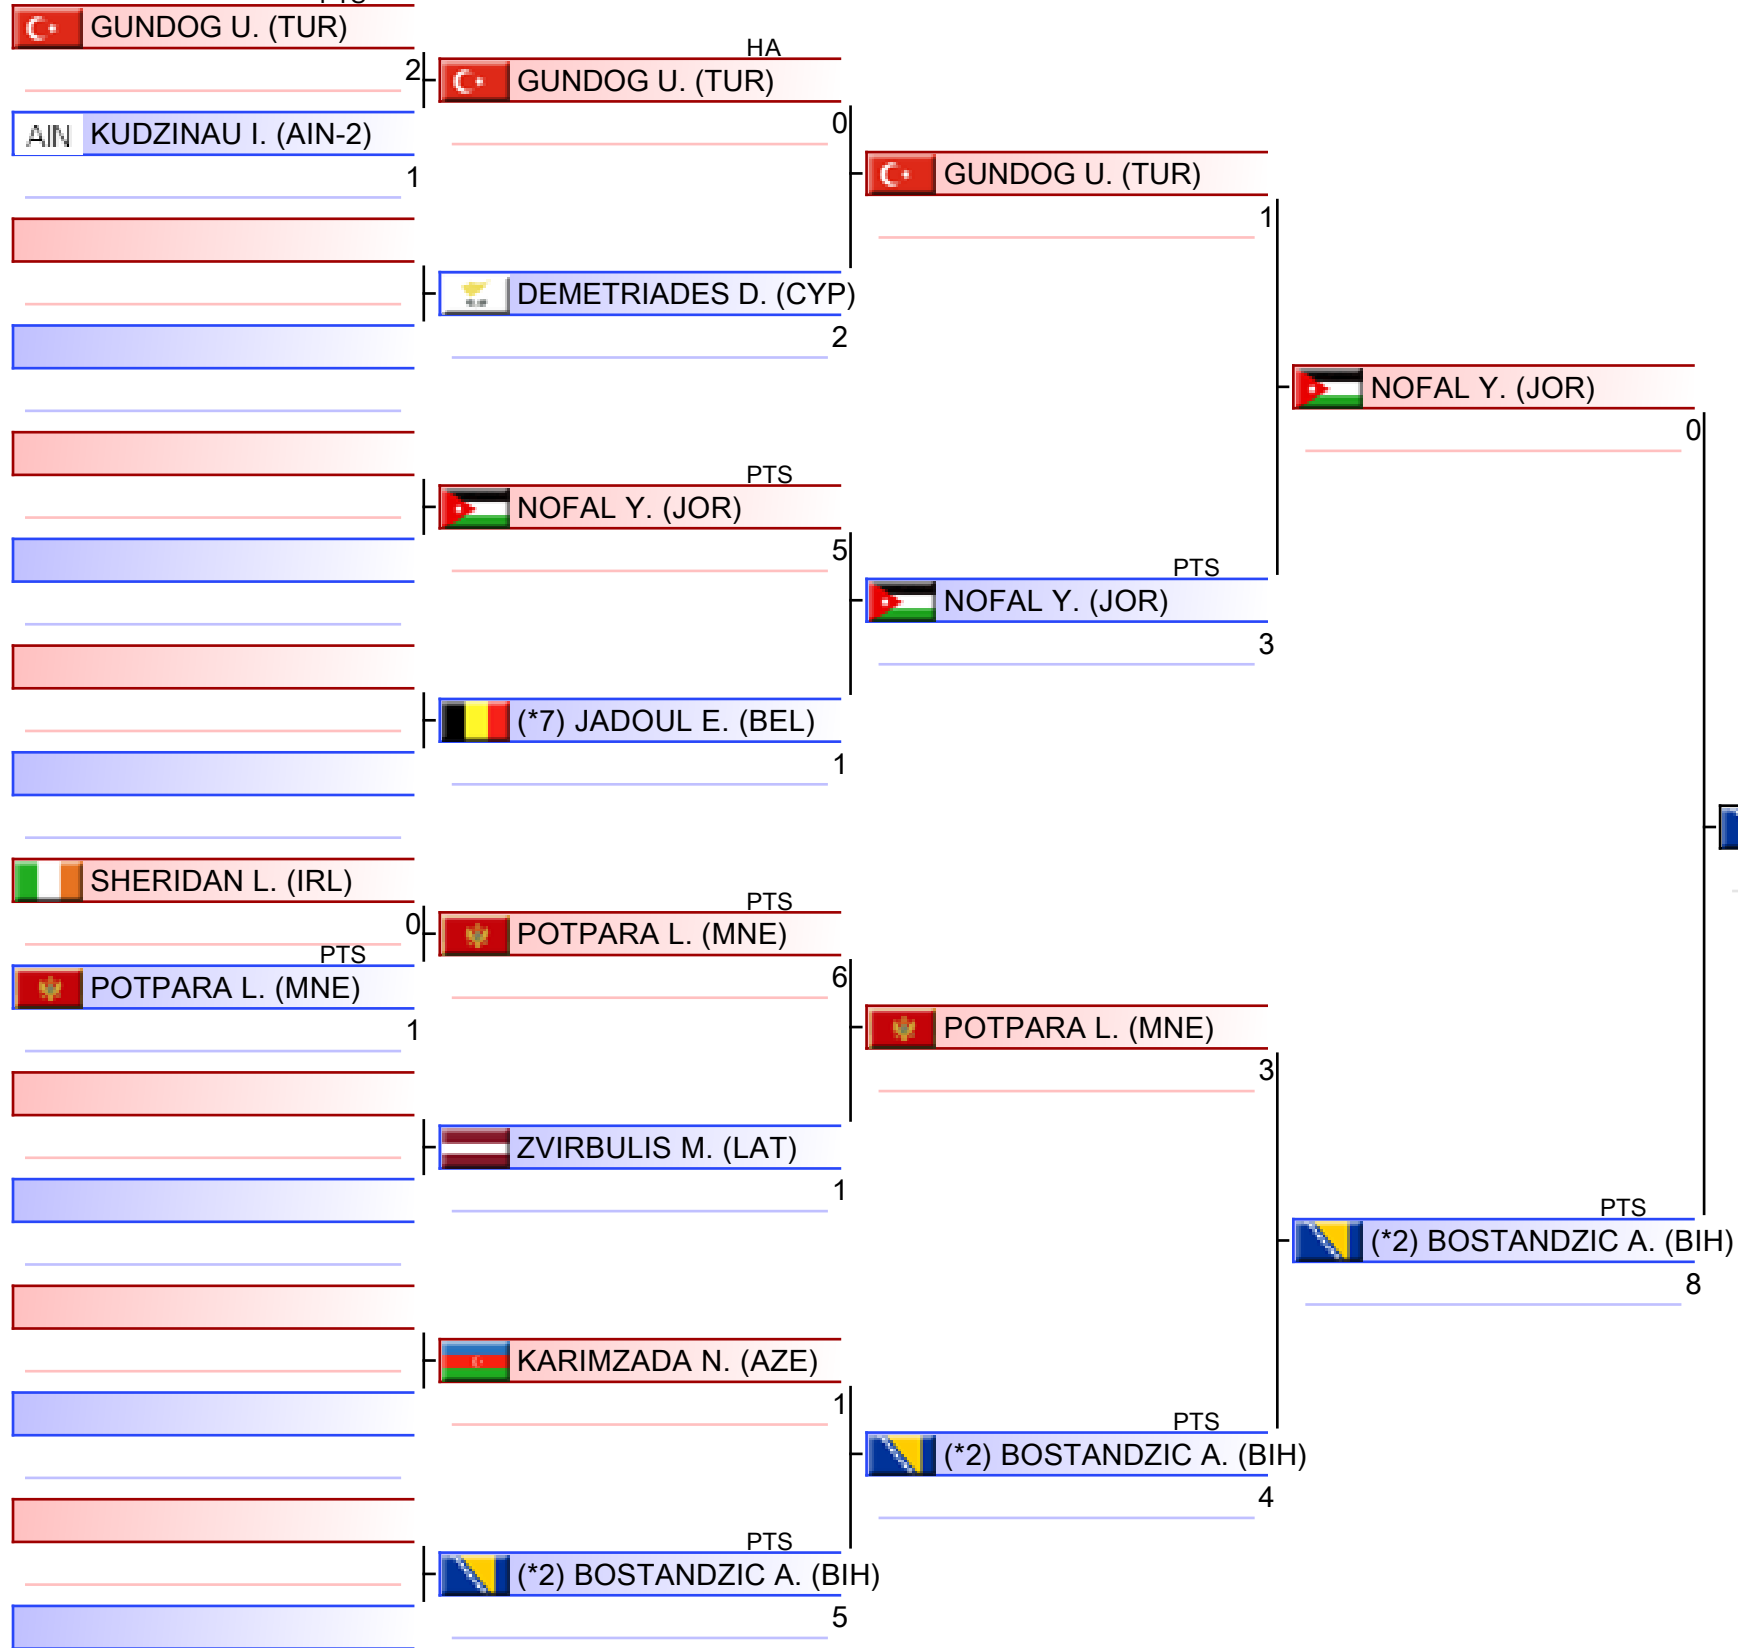 GUNDOG U. (TUR)
2
AIN KUDZINAU I. (AIN-2)
1
SHERIDAN L. (IRL)
0
PTS
POTPARA L. (MNE)
1
HA
GUNDOG U. (TUR)
0
DEMETRIADES D. (CYP)
2
PTS
NOFAL Y. (JOR)
5
(*7) JADOUL E. (BEL)
1
PTS
POTPARA L. (MNE)
6
ZVIRBULIS M. (LAT)
1
KARIMZADA N. (AZE)
1
PTS
(*2) BOSTANDZIC A. (BIH)
5
GUNDOG U. (TUR)
1
PTS
NOFAL Y. (JOR)
3
POTPARA L. (MNE)
3
PTS
(*2) BOSTANDZIC A. (BIH)
4
NOFAL Y. (JOR)
0
PTS
(*2) BOSTANDZIC A. (BIH)
8